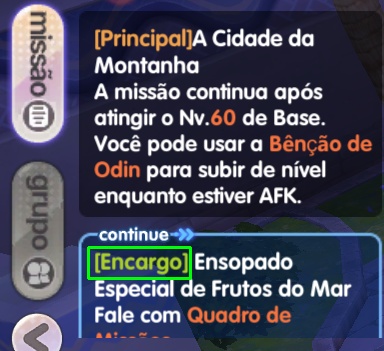 missão
grupo
[Principal]A Cidade da
Montanha
A missão continua após
atingir o Nv.60 de Base.
Você pode usar a Bênção de
Odin para subir de nível
enquanto estiver AFK.
continue
[Encargo] Ensopado
Especial de Frutos do Mar
Fale com Quadro de
Missões